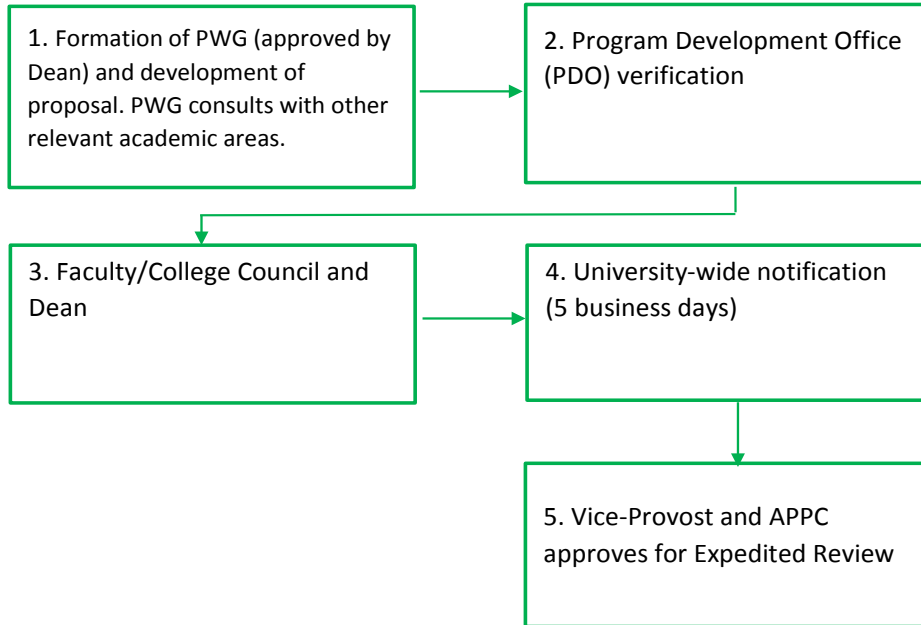 1. Formation of PWG (approved by
Dean) and development of
proposal. PWG consults with other
relevant academic areas.
2. Program Development Office
(PDO) verification
3. Faculty/College Council and
Dean
4. University-wide notification
(5 business days)
5. Vice-Provost and APPC
approves for Expedited Review